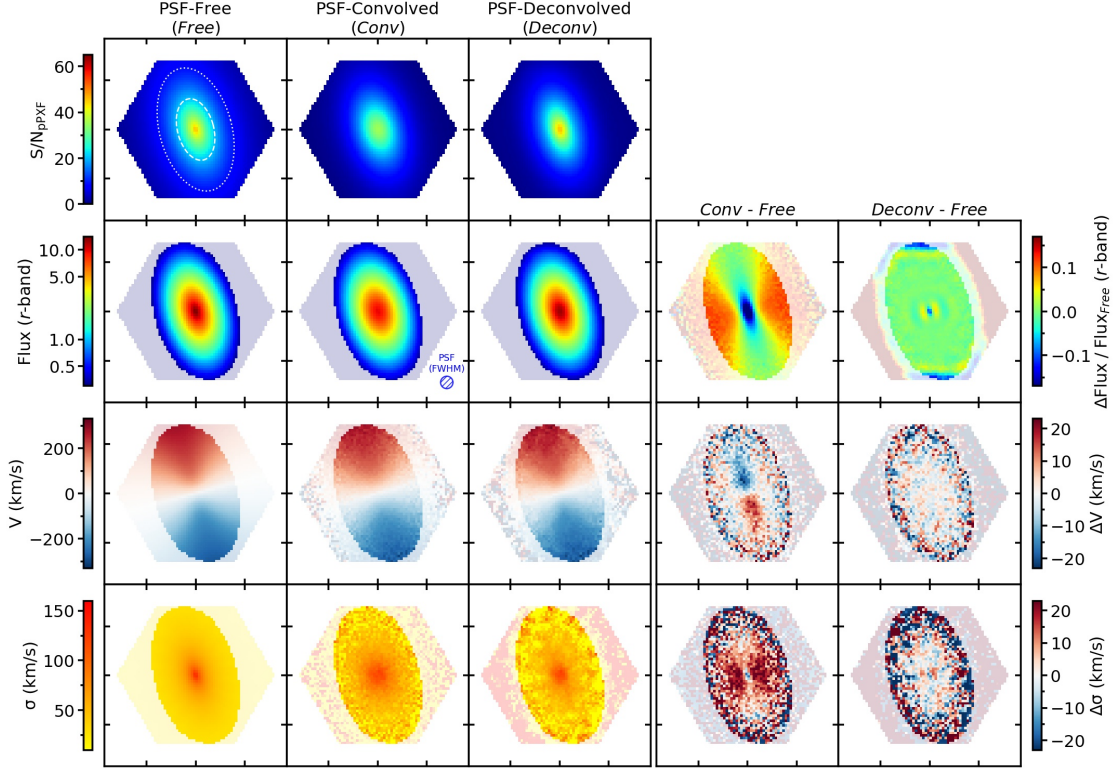 PSF-Free
(Free)
PSF-Convolved
(Conv)
PSF-Deconvolved
(Deconv)
S/NpPXF
60
40
20
0
Conv - Free
Deconv - Free
Flux (r-band)
10.0
5.0
1.0
0.5
PSF
(FWHM)
ΔFlux / FluxFree (r-band)
0.1
0.0
−0.1
V (km/s)
200
0
−200
ΔV (km/s)
20
10
0
−10
−20
σ (km/s)
150
100
50
Δσ (km/s)
20
10
0
−10
−20